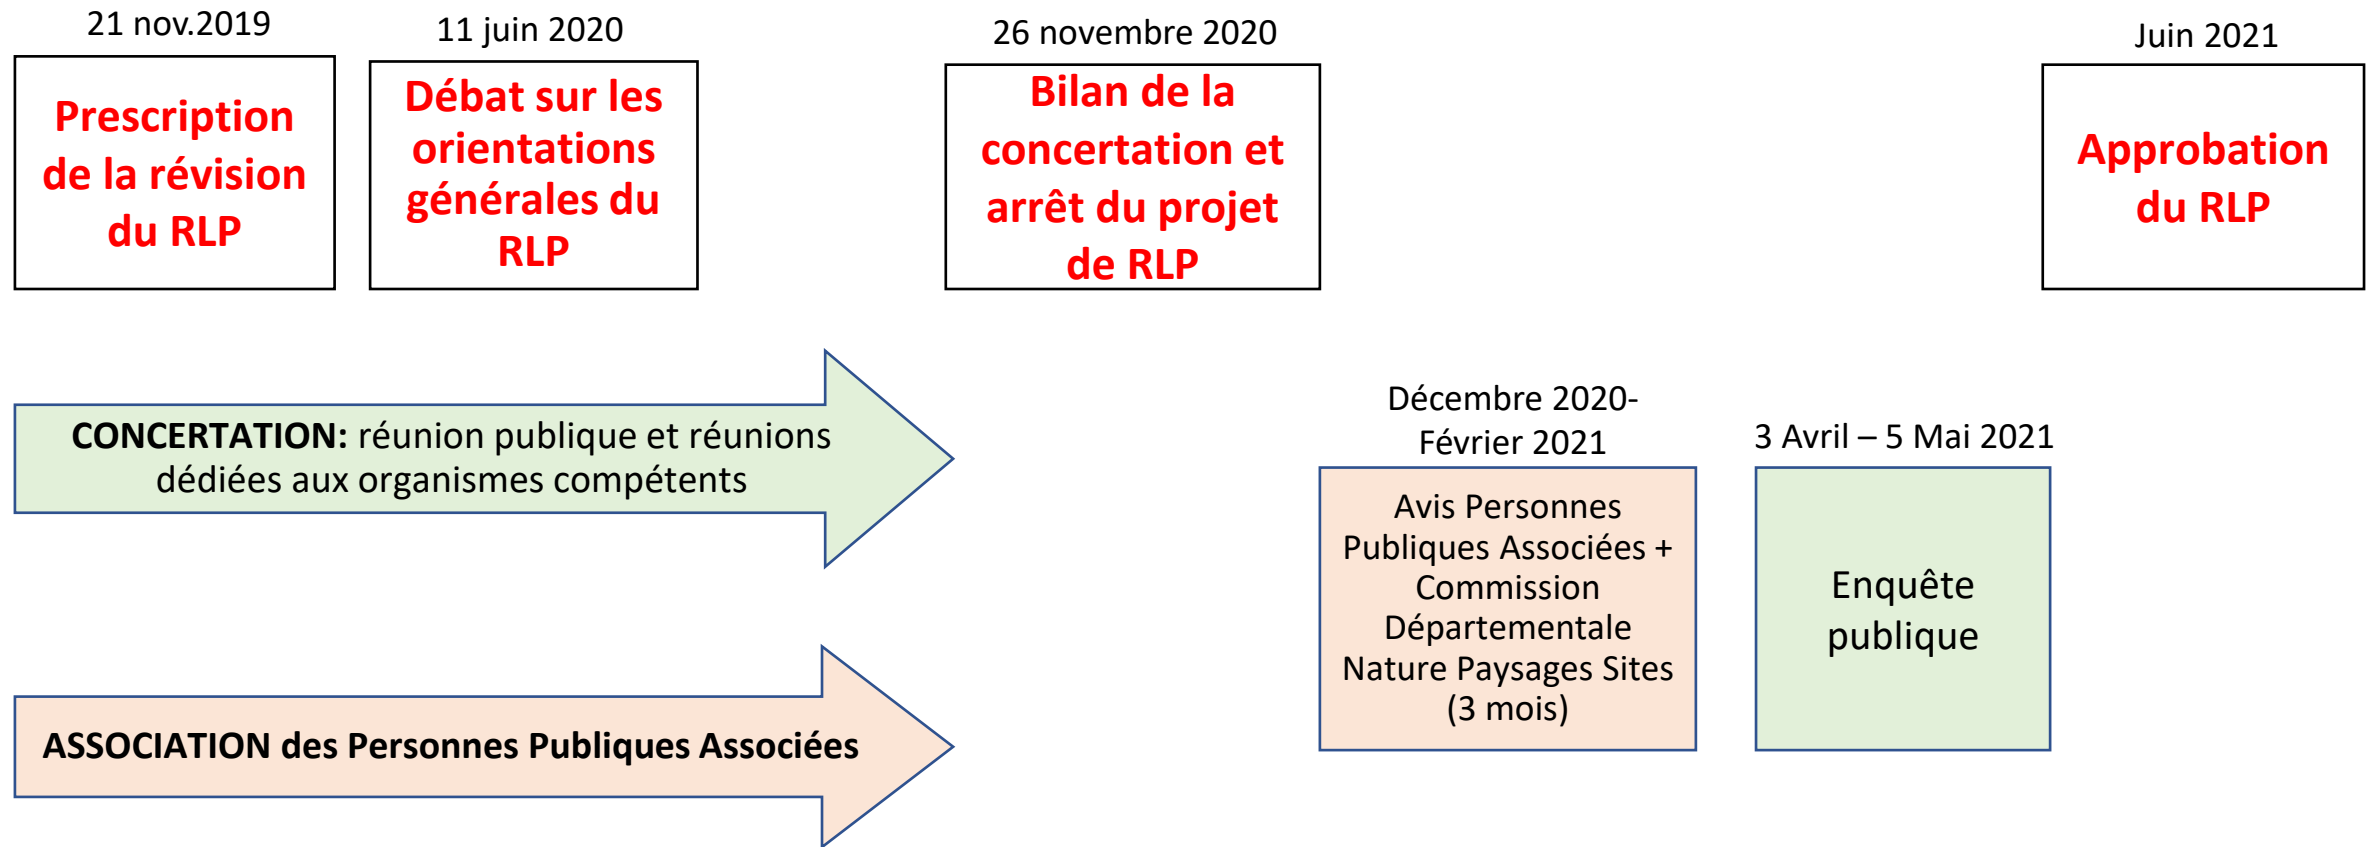 21 nov.2019
Prescription
de la révision
du RLP
11 juin 2020
Débat sur les
orientations
générales du
RLP
26 novembre 2020
Bilan de la
concertation et
arrêt du projet
de RLP
Juin 2021
Approbation
du RLP
CONCERTATION: réunion publique et réunions
dédiées aux organismes compétents
Décembre 2020-
Février 2021
Avis Personnes
Publiques Associées +
Commission
Départementale
Nature Paysages Sites
(3 mois)
3 Avril – 5 Mai 2021
Enquête
publique
ASSOCIATION des Personnes Publiques Associées